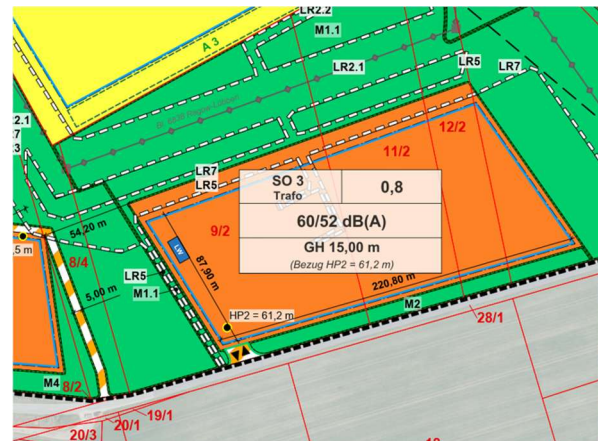 LR2.2
M1.1
A 3
LR2.1
LR5
LR7
2.1
7
3
LR7
LR5
12/2
11/2
SO 3
Trafo
0,8
60/52 dB(A)
GH 15,00 m
(Bezug HP2 = 61,2 m)
9/2
54,20 m
,5 m
8/4
LW
87,90 m
LR5
5,00 m
M1.1
220,80 m
M2
HP2 = 61,2 m
28/1
M4
8/2
19/1
20/1
20/3